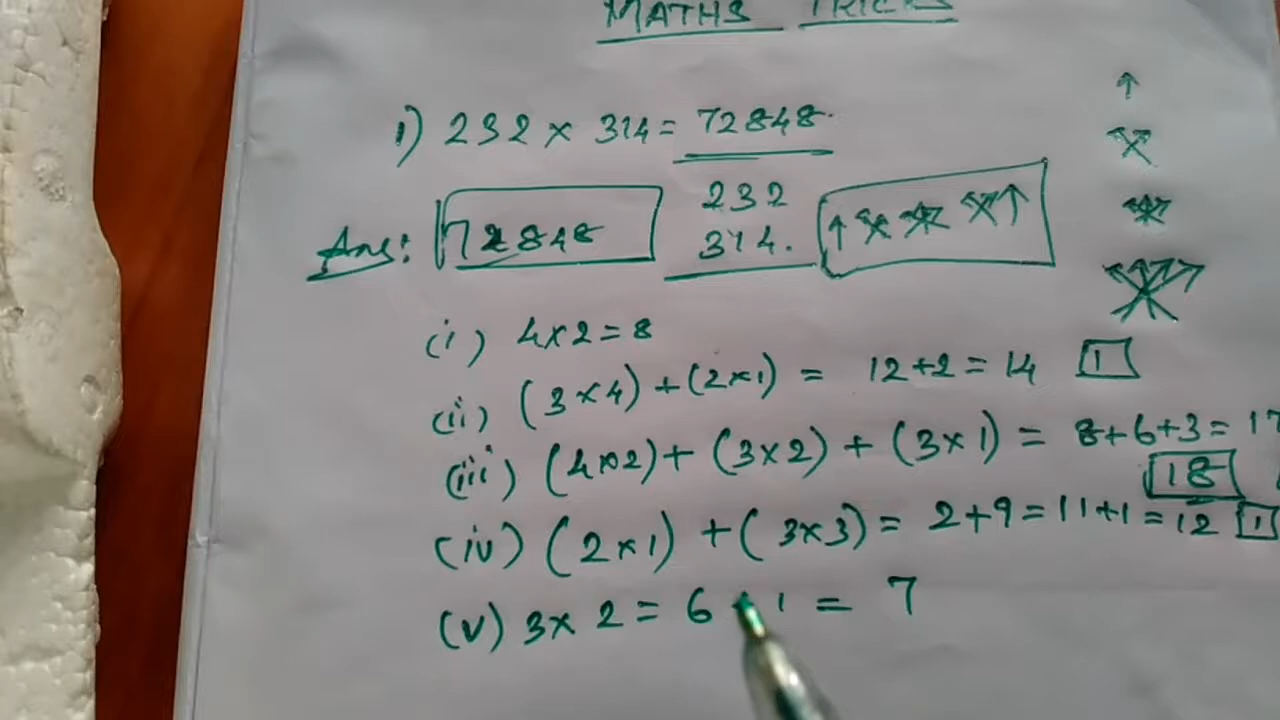 MATHS TRICKS
1) 232 × 314 = 72848
232
Ans: 72848
314.
(i) 4×2=8
(ii) (3×4)+(2×1) = 12+2=14 1
(iii) (4×2)+(3×2)+(3×1) = 8+6+3=17
18
(iv) (2×1)+(3×3)= 2+9=11+1=12 1
(v) 3×2=6 1 = 7